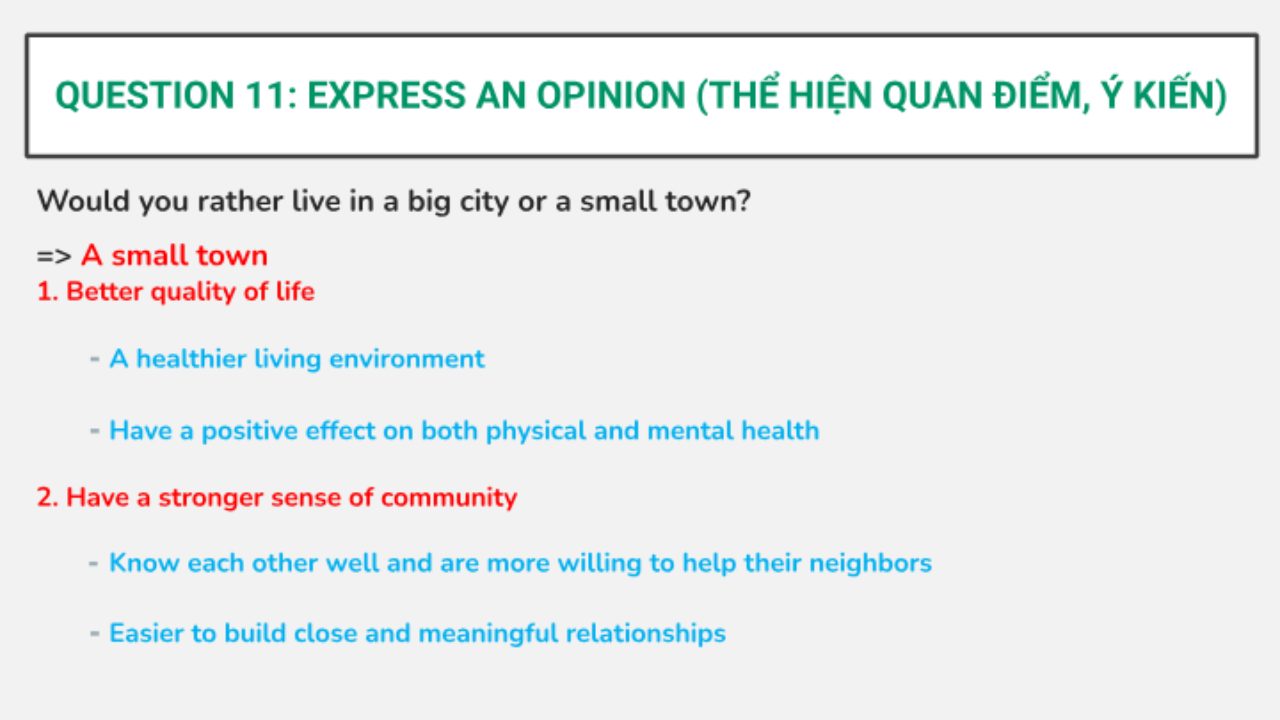 QUESTION 11: EXPRESS AN OPINION (THỂ HIỆN QUAN ĐIỂM, Ý KIẾN)
Would you rather live in a big city or a small town?
=> A small town
1. Better quality of life
- A healthier living environment
- Have a positive effect on both physical and mental health
2. Have a stronger sense of community
- Know each other well and are more willing to help their neighbors
- Easier to build close and meaningful relationships